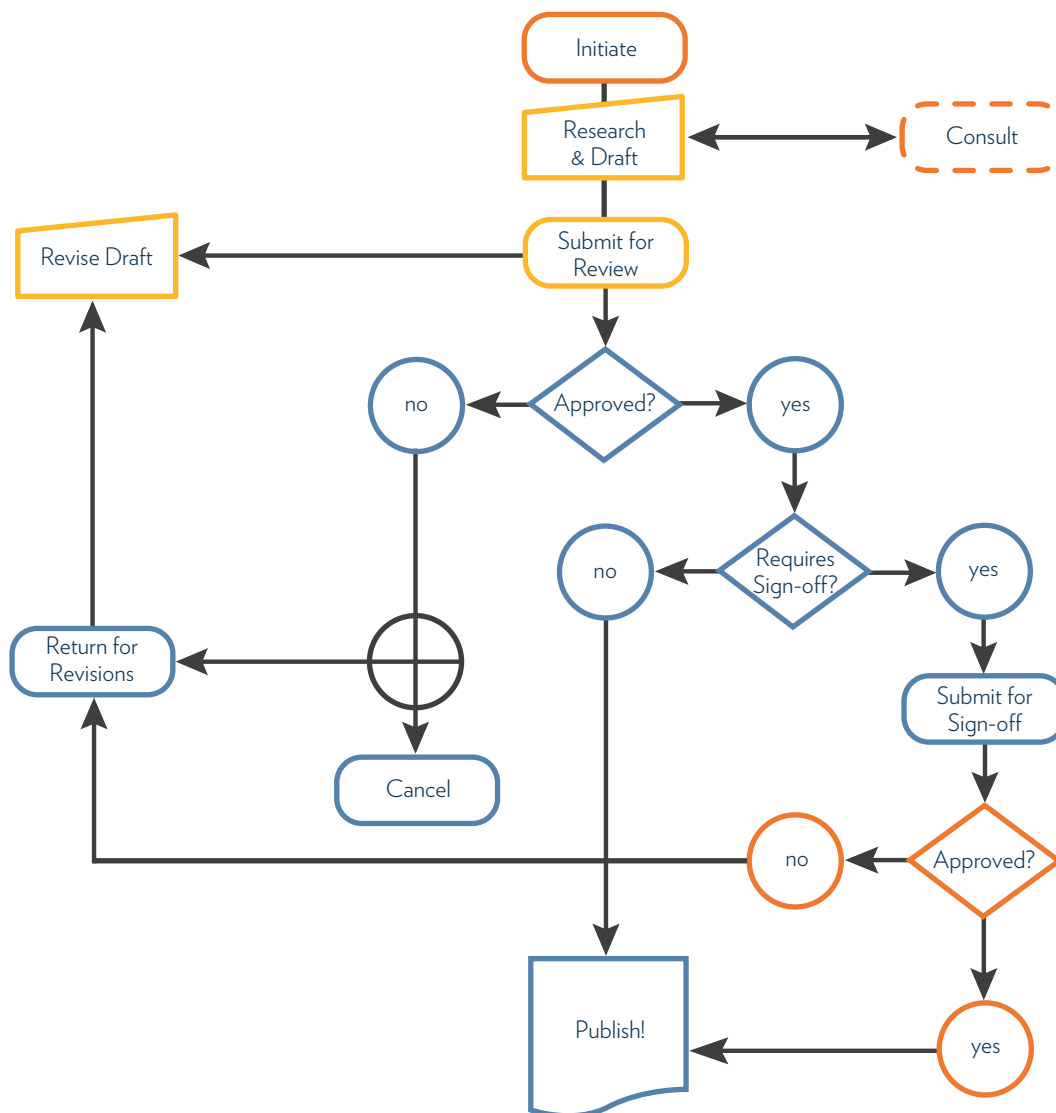 Initiate
Research
& Draft
Consult
Submit for
Review
Revise Draft
no
Approved?
yes
no
Requires
Sign-off?
yes
Return for
Revisions
Submit for
Sign-off
Cancel
no
Approved?
Publish!
yes